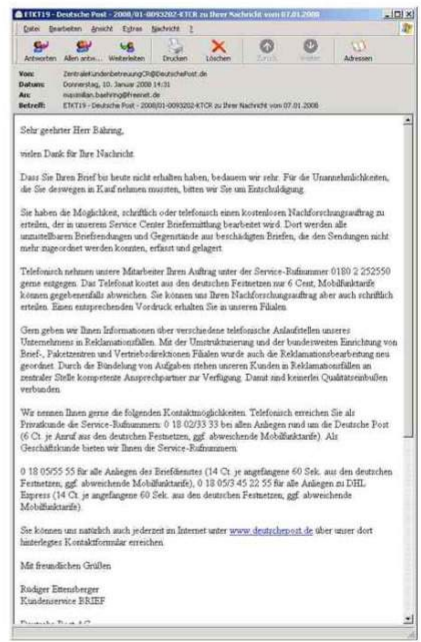 ETKT19 - Deutsche Post - 2008/01-0093202-KTCR zu Ihrer Nachricht vom 07.01.2008
Datei Bearbeiten Ansicht Extras Nachricht ?
Antworten Allen antw... Weiterleiten Drucken Löschen Zurück Weiter Adressen
Von: ZentraleKundenbetreuungCR@DeutschePost.de
Datum: Donnerstag, 10. Januar 2008 14:31
An: maximilian.baehring@freenet.de
Betreff: ETKT19 - Deutsche Post - 2008/01-0093202-KTCR zu Ihrer Nachricht vom 07.01.2008
Sehr geehrter Herr Bähring,
vielen Dank für Ihre Nachricht.
Dass Sie Ihren Brief bis heute nicht erhalten haben, bedauern wir sehr. Für die Unannehmlichkeiten,
die Sie deswegen in Kauf nehmen mussten, bitten wir Sie um Entschuldigung.
Sie haben die Möglichkeit, schriftlich oder telefonisch einen kostenlosen Nachforschungsauftrag zu
erteilen, der in unserem Service Center Briefermittlung bearbeitet wird. Dort werden alle
unzustellbaren Briefsendungen und Gegenstände aus beschädigten Briefen, die den Sendungen nicht
mehr zugeordnet werden konnten, erfasst und gelagert.
Telefonisch nehmen unsere Mitarbeiter Ihren Auftrag unter der Service-Rufnummer 0180 2 252550
gerne entgegen. Das Telefonat kostet aus den deutschen Festnetzen nur 6 Cent, Mobilfunktarife
können gegebenenfalls abweichen. Sie können uns Ihren Nachforschungsauftrag aber auch schriftlich
erteilen. Einen entsprechenden Vordruck erhalten Sie in unseren Filialen.
Gern geben wir Ihnen Informationen über verschiedene telefonische Anlaufstellen unseres
Unternehmens in Reklamationsfällen. Mit der Umstrukturierung und der bundesweiten Einrichtung von
Brief-, Paketzentren und Vertriebsdirektionen Filialen wurde auch die Reklamationsbearbeitung neu
geordnet. Durch die Bündelung von Aufgaben stehen unseren Kunden in Reklamationsfällen an
zentraler Stelle kompetente Ansprechpartner zur Verfügung. Damit sind keinerlei Qualitätseinbußen
verbunden.
Wir nennen Ihnen gerne die folgenden Kontaktmöglichkeiten. Telefonisch erreichen Sie als
Privatkunde die Service-Rufnummern: 0 18 02/33 33 bei allen Anliegen rund um die Deutsche Post
(6 Ct. je Anruf aus den deutschen Festnetzen, ggf. abweichende Mobilfunktarife). Als
Geschäftskunde bieten wir Ihnen die Service-Rufnummern:
0 18 05/55 55 für alle Anliegen des Briefdienstes (14 Ct. je angefangene 60 Sek. aus den deutschen
Festnetzen, ggf. abweichende Mobilfunktarife), 0 18 05/3 45 22 55 für alle Anliegen zu DHL
Express (14 Ct. je angefangene 60 Sek. aus den deutschen Festnetzen, ggf. abweichende
Mobilfunktarife).
Sie können uns natürlich auch jederzeit im Internet unter www.deutschepost.de über unser dort
hinterlegtes Kontaktformular erreichen.
Mit freundlichen Grüßen
Rüdiger Ettensberger
Kundenservice BRIEF
Deutsche Post AG